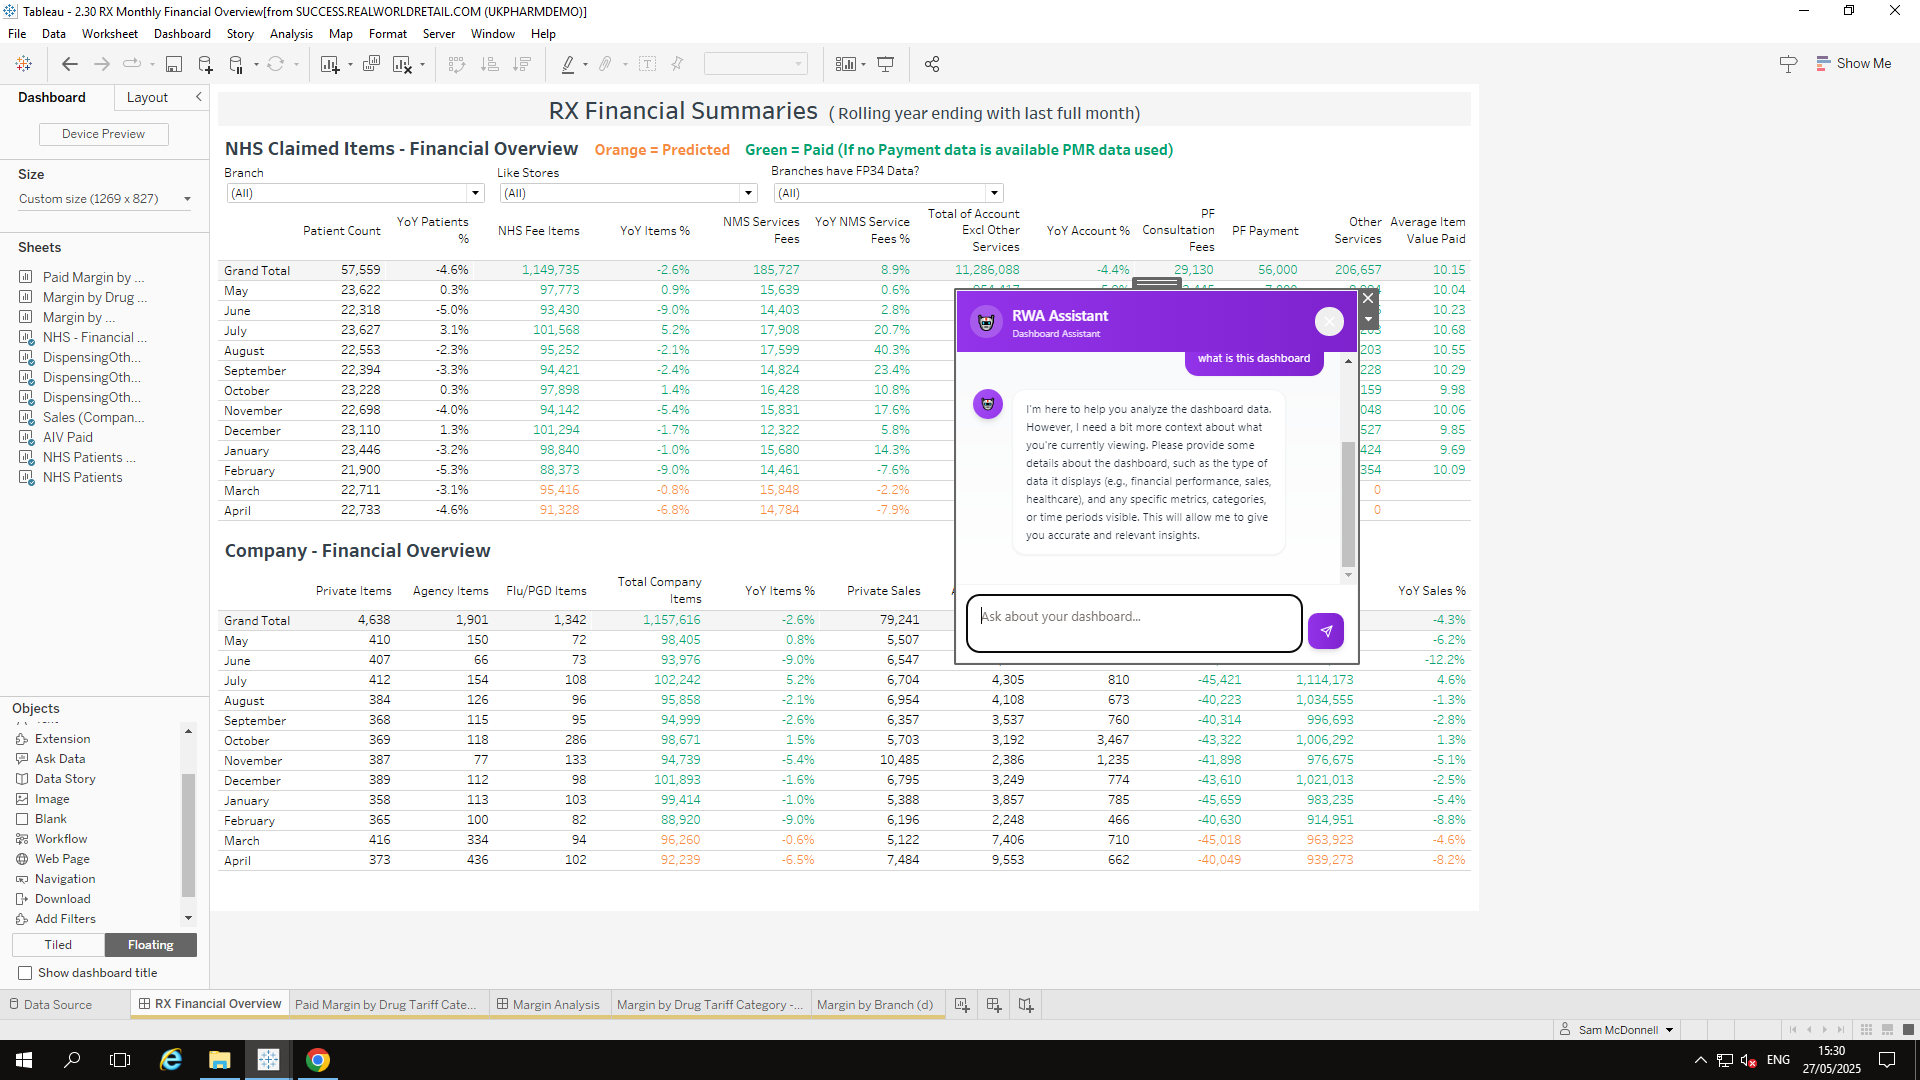 Tableau - 2.30 RX Monthly Financial Overview[from SUCCESS.REALWORLDRETAIL.COM (UKPHARMDEMO)]
File Data Worksheet Dashboard Story Analysis Map Format Server Window Help
Show Me
Dashboard Layout
Device Preview
Size
Custom size (1269 x 827)
Sheets
Paid Margin by ...
Margin by Drug ...
Margin by ...
NHS - Financial ...
DispensingOth...
DispensingOth...
DispensingOth...
Sales (Compan...
AIV Paid
NHS Patients ...
NHS Patients
Objects
Extension
Ask Data
Data Story
Image
Blank
Workflow
Web Page
Navigation
Download
Add Filters
Tiled Floating
Show dashboard title
RX Financial Summaries ( Rolling year ending with last full month)
NHS Claimed Items - Financial Overview Orange = Predicted Green = Paid (If no Payment data is available PMR data used)
Branch Like Stores Branches have FP34 Data?
(All) (All) (All)
Patient Count YoY Patients % NHS Fee Items YoY Items % NMS Services Fees YoY NMS Service Fees % Total of Account Excl Other Services YoY Account % PF Consultation Fees PF Payment Other Services Average Item Value Paid
Grand Total 57,559 -4.6% 1,149,735 -2.6% 185,727 8.9% 11,286,088 -4.4% 29,130 56,000 206,657 10.15
May 23,622 0.3% 97,773 0.9% 15,639 0.6% 10.04
June 22,318 -5.0% 93,430 -9.0% 14,403 2.8% 10.23
July 23,627 3.1% 101,568 5.2% 17,908 20.7% 10.68
August 22,553 -2.3% 95,252 -2.1% 17,599 40.3% 203 10.55
September 22,394 -3.3% 94,421 -2.4% 14,824 23.4% 228 10.29
October 23,228 0.3% 97,898 1.4% 16,428 10.8% 159 9.98
November 22,698 -4.0% 94,142 -5.4% 15,831 17.6% 048 10.06
December 23,110 1.3% 101,294 -1.7% 12,322 5.8% 527 9.85
January 23,446 -3.2% 98,840 -1.0% 15,680 14.3% 424 9.69
February 21,900 -5.3% 88,373 -9.0% 14,461 -7.6% 354 10.09
March 22,711 -3.1% 95,416 -0.8% 15,848 -2.2% 0
April 22,733 -4.6% 91,328 -6.8% 14,784 -7.9% 0
RWA Assistant
Dashboard Assistant
what is this dashboard
I'm here to help you analyze the dashboard data.
However, I need a bit more context about what
you're currently viewing. Please provide some
details about the dashboard, such as the type of
data it displays (e.g., financial performance, sales,
healthcare), and any specific metrics, categories,
or time periods visible. This will allow me to give
you accurate and relevant insights.
Ask about your dashboard...
Company - Financial Overview
Private Items Agency Items Flu/PGD Items Total Company Items YoY Items % Private Sales YoY Sales %
Grand Total 4,638 1,901 1,342 1,157,616 -2.6% 79,241 -4.3%
May 410 150 72 98,405 0.8% 5,507 -6.2%
June 407 66 73 93,976 -9.0% 6,547 -12.2%
July 412 154 108 102,242 5.2% 6,704 4,305 810 -45,421 1,114,173 4.6%
August 384 126 96 95,858 -2.1% 6,954 4,108 673 -40,223 1,034,555 -1.3%
September 368 115 95 94,999 -2.6% 6,357 3,537 760 -40,314 996,693 -2.8%
October 369 118 286 98,671 1.5% 5,703 3,192 3,467 -43,322 1,006,292 1.3%
November 387 77 133 94,739 -5.4% 10,485 2,386 1,235 -41,898 976,675 -5.1%
December 389 112 98 101,893 -1.6% 6,795 3,249 774 -43,610 1,021,013 -2.5%
January 358 113 103 99,414 -1.0% 5,388 3,857 785 -45,659 983,235 -5.4%
February 365 100 82 88,920 -9.0% 6,196 2,248 466 -40,630 914,951 -8.8%
March 416 334 94 96,260 -0.6% 5,122 7,406 710 -45,018 963,923 -4.6%
April 373 436 102 92,239 -6.5% 7,484 9,553 662 -40,049 939,273 -8.2%
Data Source RX Financial Overview Paid Margin by Drug Tariff Cate... Margin Analysis Margin by Drug Tariff Category -... Margin by Branch (d)
Sam McDonnell
ENG
15:30
27/05/2025